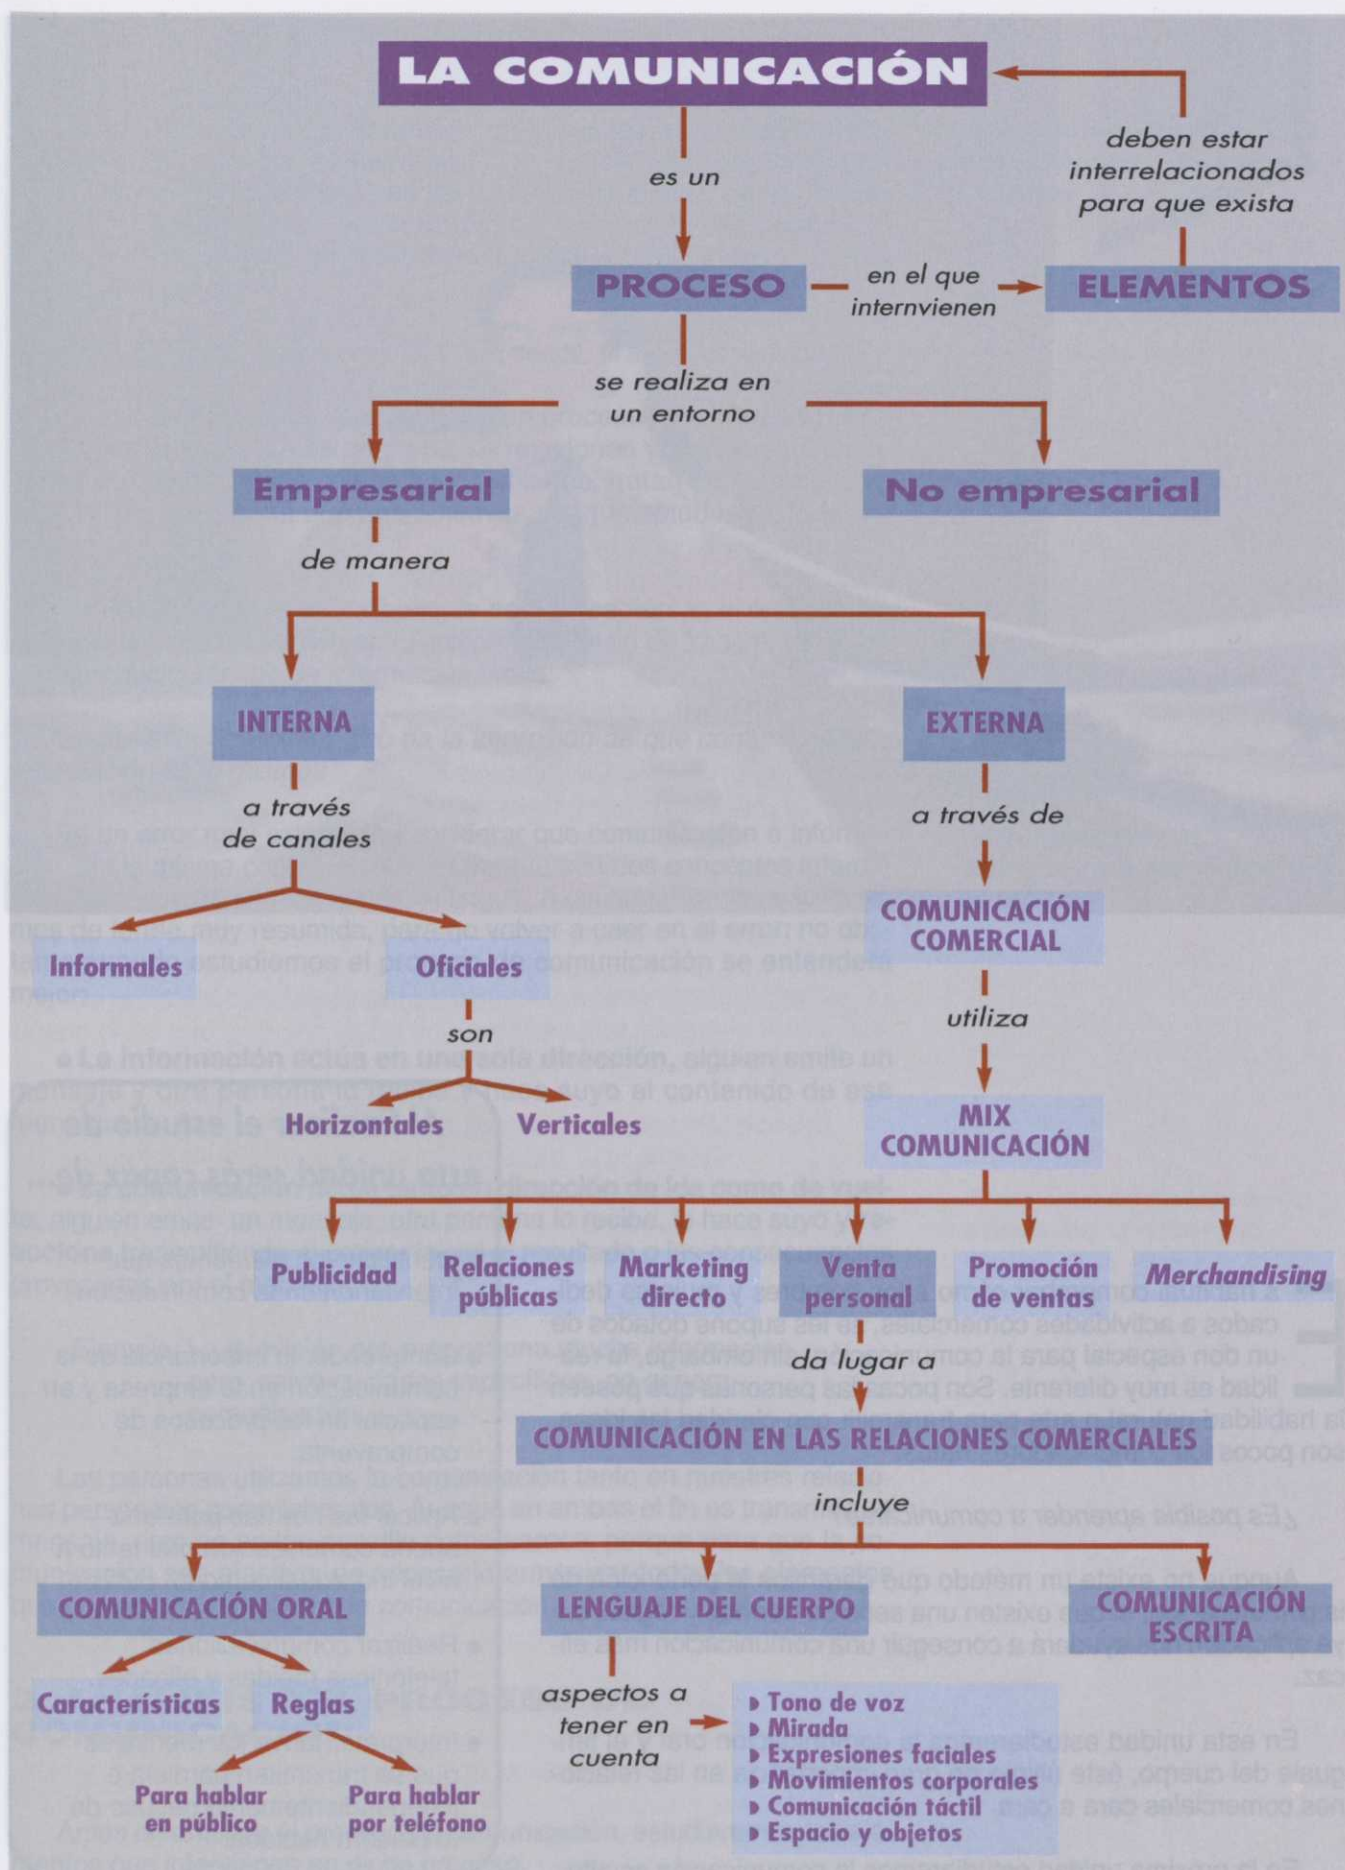 LA COMUNICACIÓN
deben estar
interrelacionados
para que exista
es un
PROCESO
en el que
internvienen
ELEMENTOS
se realiza en
un entorno
Empresarial
No empresarial
de manera
INTERNA
EXTERNA
a través
de canales
a través de
Informales
Oficiales
COMUNICACIÓN
COMERCIAL
son
utiliza
Horizontales
Verticales
MIX
COMUNICACIÓN
Publicidad
Relaciones
públicas
Marketing
directo
Venta
personal
Promoción
de ventas
Merchandising
da lugar a
COMUNICACIÓN EN LAS RELACIONES COMERCIALES
incluye
COMUNICACÍÓN ORAL
LENGUAJE DEL CUERPO
COMUNICACIÓN
ESCRITA
Características
Reglas
aspectos a
tener en
cuenta
Tono de voz
Mirada
Expresiones faciales
Movimientos corporales
Comunicación táctil
Espacio y objetos
Para hablar
en público
Para hablar
por teléfono